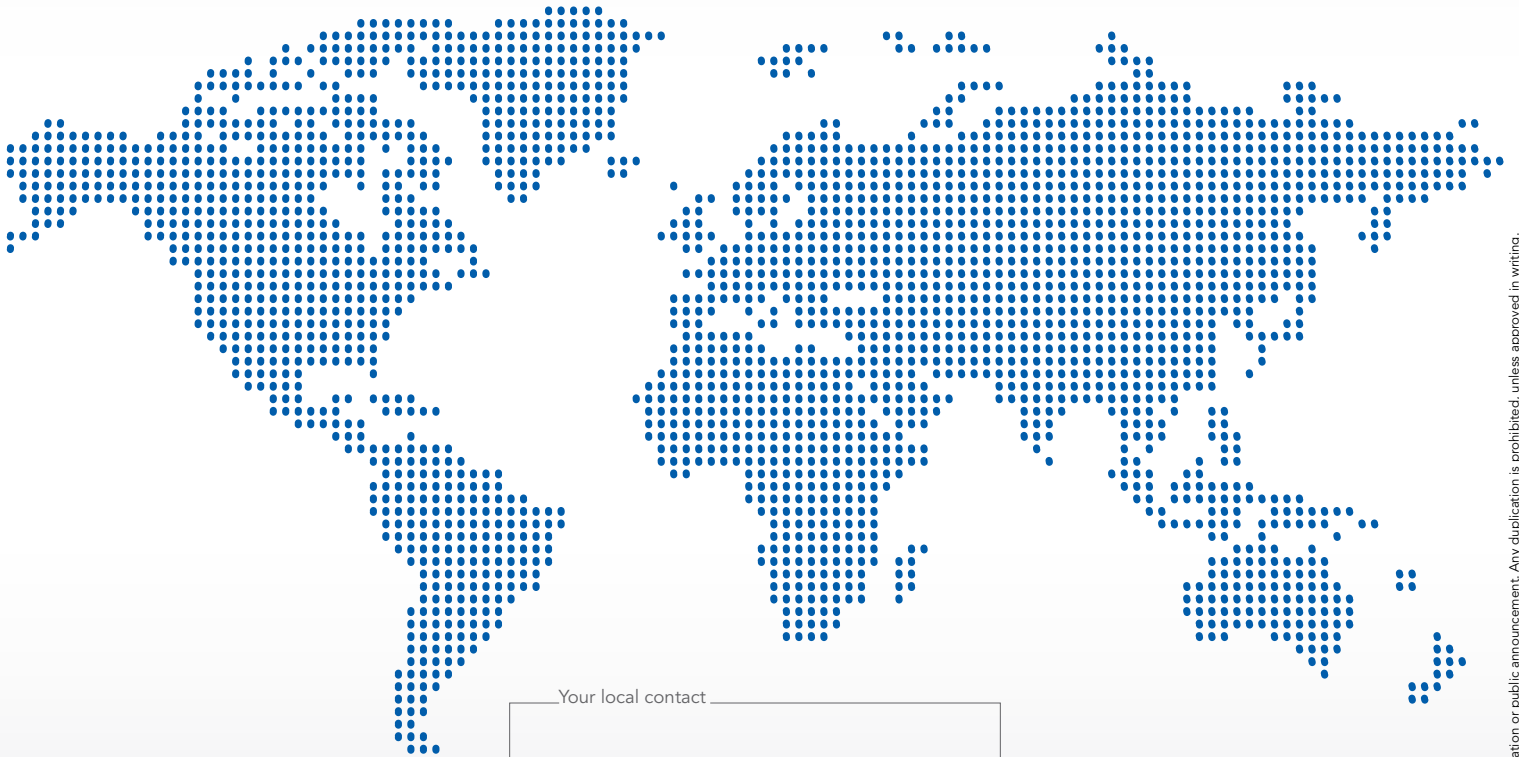 Your local contact
ation or public announcement. Any duplication is prohibited, unless approved in writing.